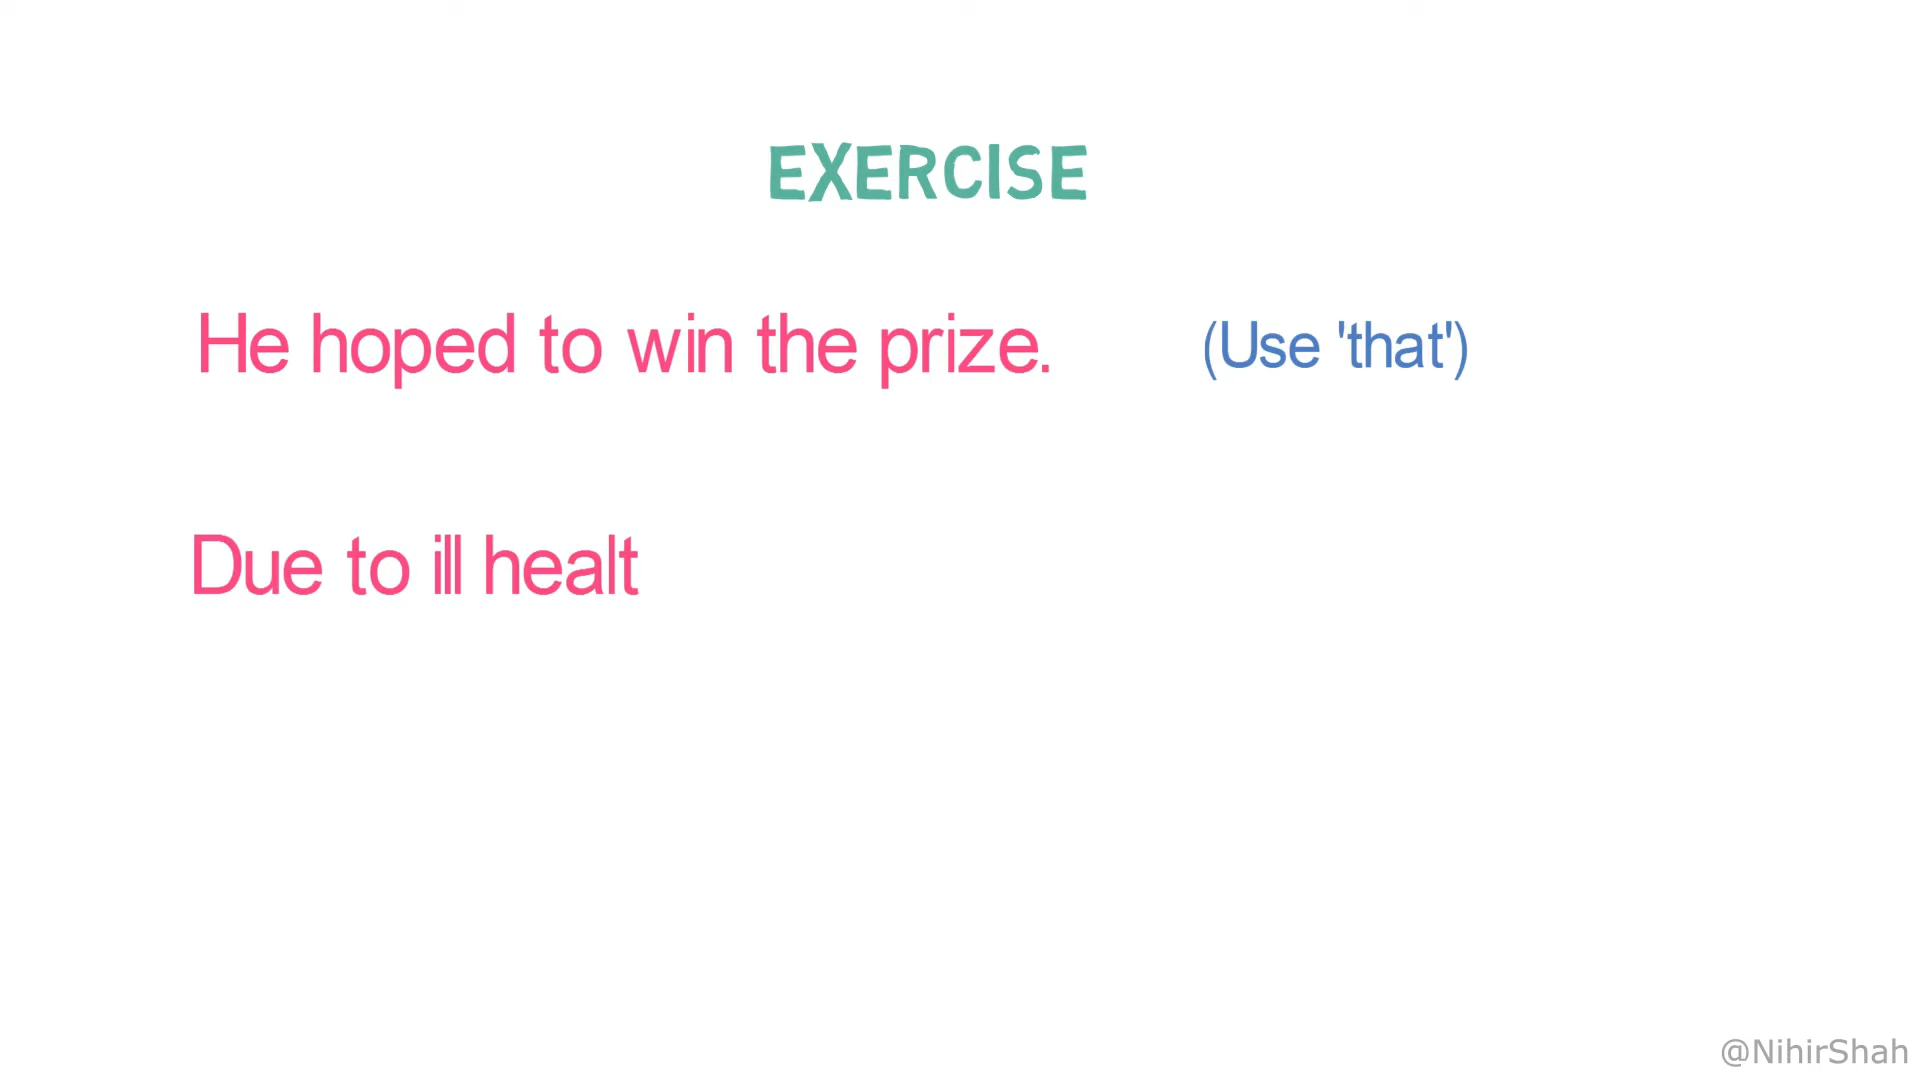 EXERCISE
He hoped to win the prize. (Use 'that')
Due to ill healt
@NihirShah